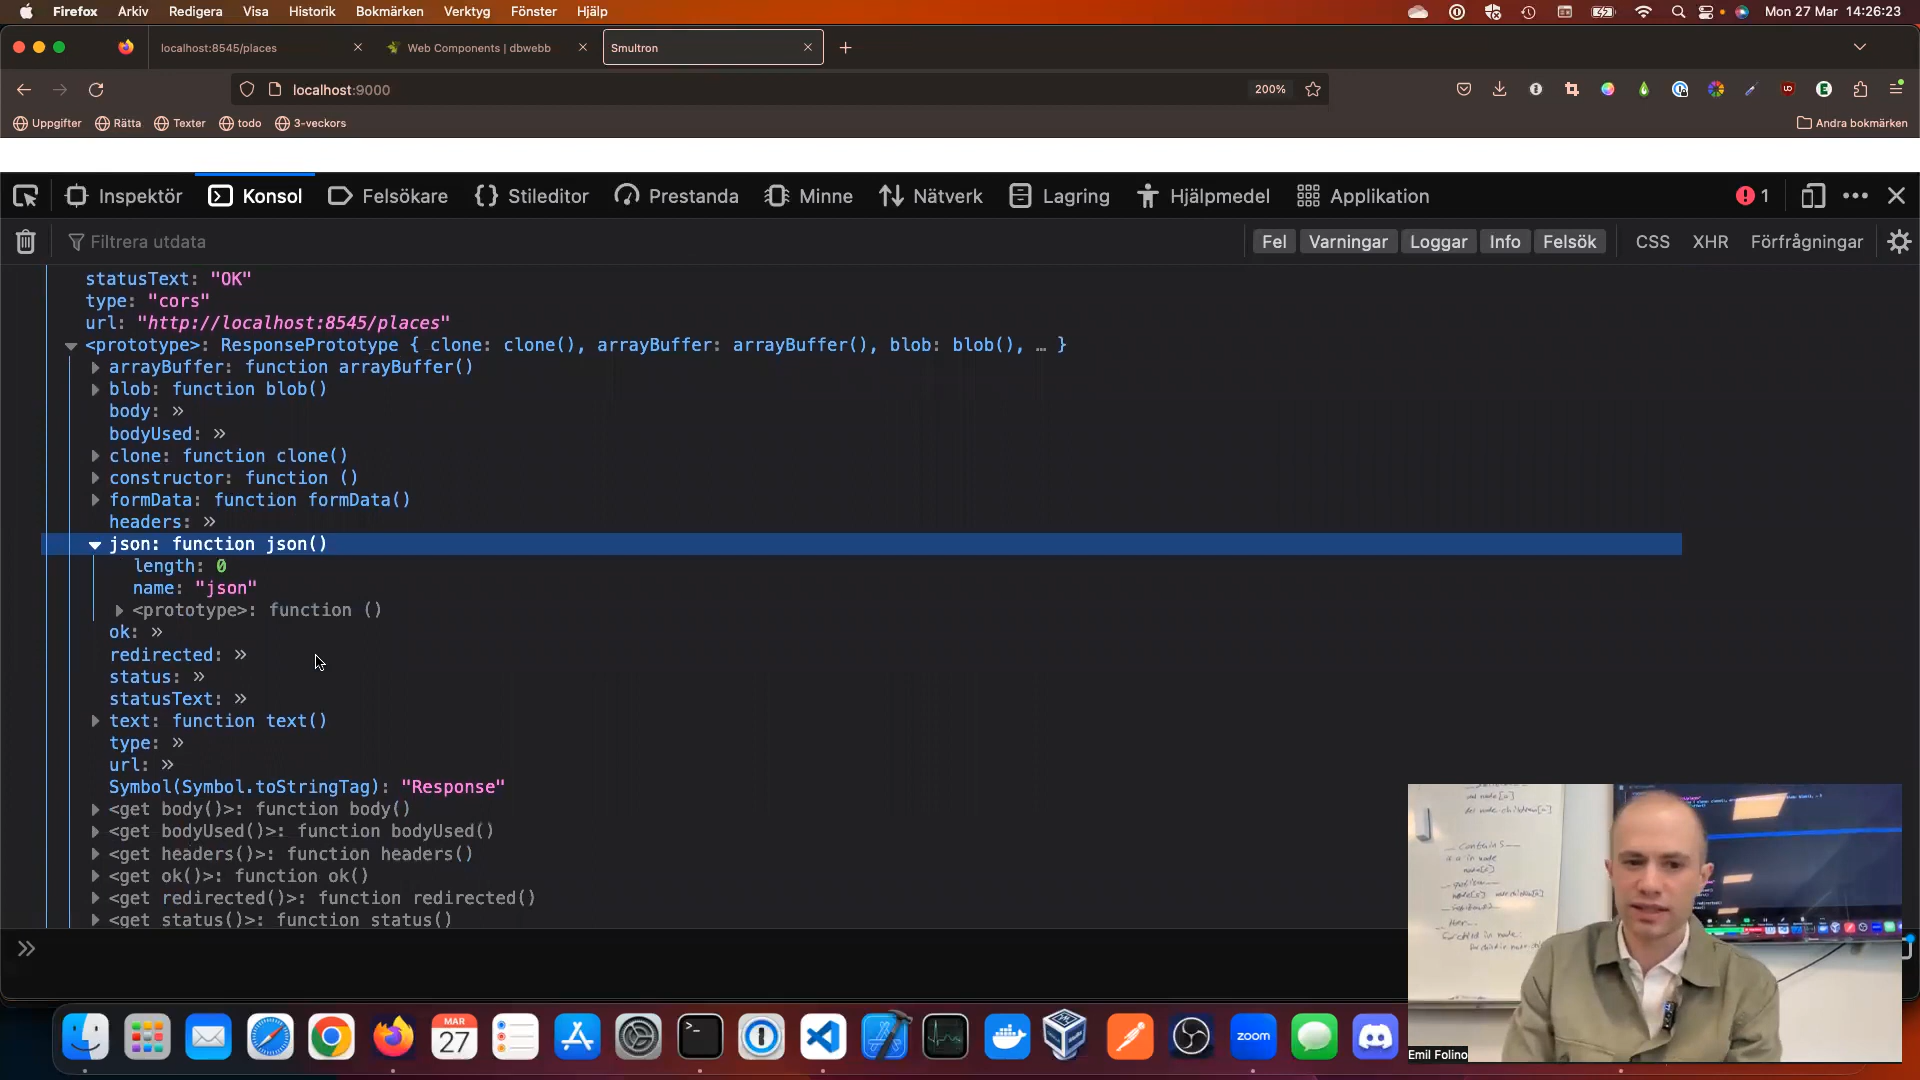 Firefox Arkiv Redigera Visa Historik Bokmärken Verktyg Fönster Hjälp Mon 27 Mar 14:26:23
localhost:8545/places Web Components | dbwebb Smultron
localhost:9000 200%
Uppgifter Rätta Texter todo 3-veckors Andra bokmärken
Inspektör Konsol Felsökare Stileditor Prestanda Minne Nätverk Lagring Hjälpmedel Applikation 1
Filtrera utdata Fel Varningar Loggar Info Felsök CSS XHR Förfrågningar
statusText: "OK"
type: "cors"
url: "http://localhost:8545/places"
<prototype>: ResponsePrototype { clone: clone(), arrayBuffer: arrayBuffer(), blob: blob(), … }
arrayBuffer: function arrayBuffer()
blob: function blob()
body: »
bodyUsed: »
clone: function clone()
constructor: function ()
formData: function formData()
headers: »
json: function json()
length: 0
name: "json"
<prototype>: function ()
ok: »
redirected: »
status: »
statusText: »
text: function text()
type: »
url: »
Symbol(Symbol.toStringTag): "Response"
<get body()>: function body()
<get bodyUsed()>: function bodyUsed()
<get headers()>: function headers()
<get ok()>: function ok()
<get redirected()>: function redirected()
<get status()>: function status()
»
MAR
27
zoom
Emil Folino